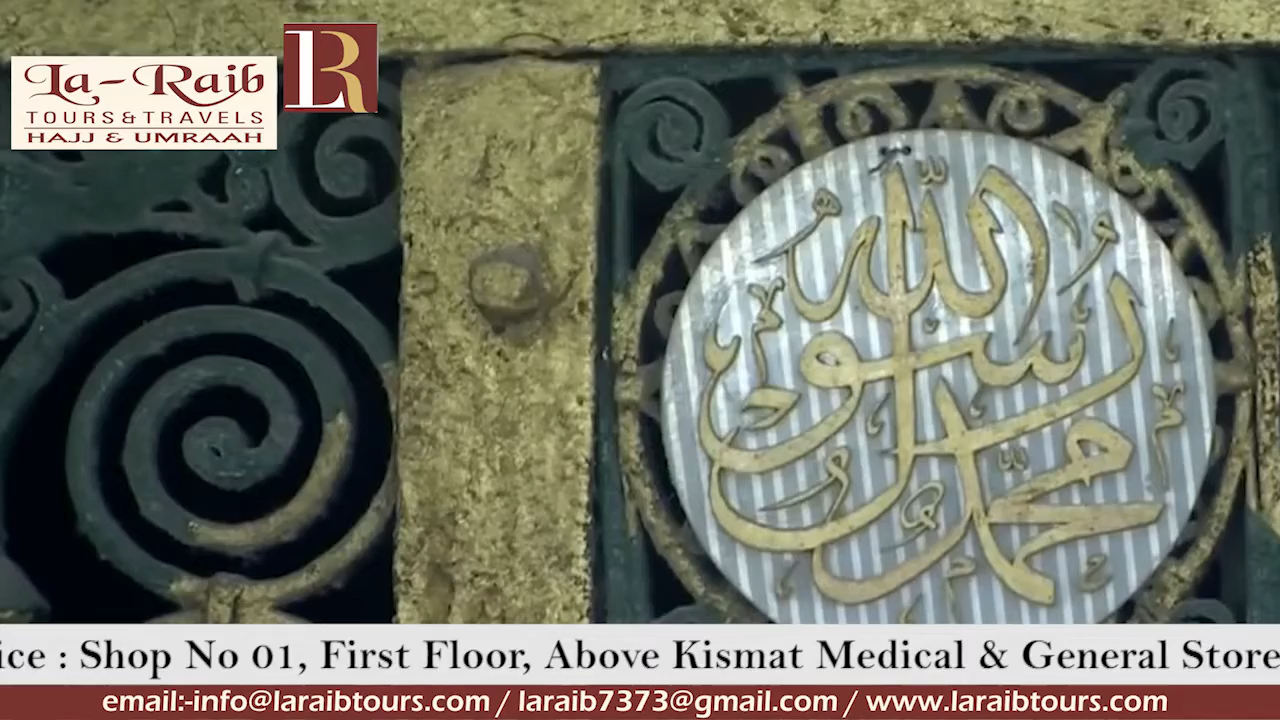 La-Raib
TOURS & TRAVELS
HAJJ & UMRAAH
LR
الله
رسول
محمد
ice : Shop No 01, First Floor, Above Kismat Medical & General Store
email:-info@laraibtours.com / laraib7373@gmail.com / www.laraibtours.com